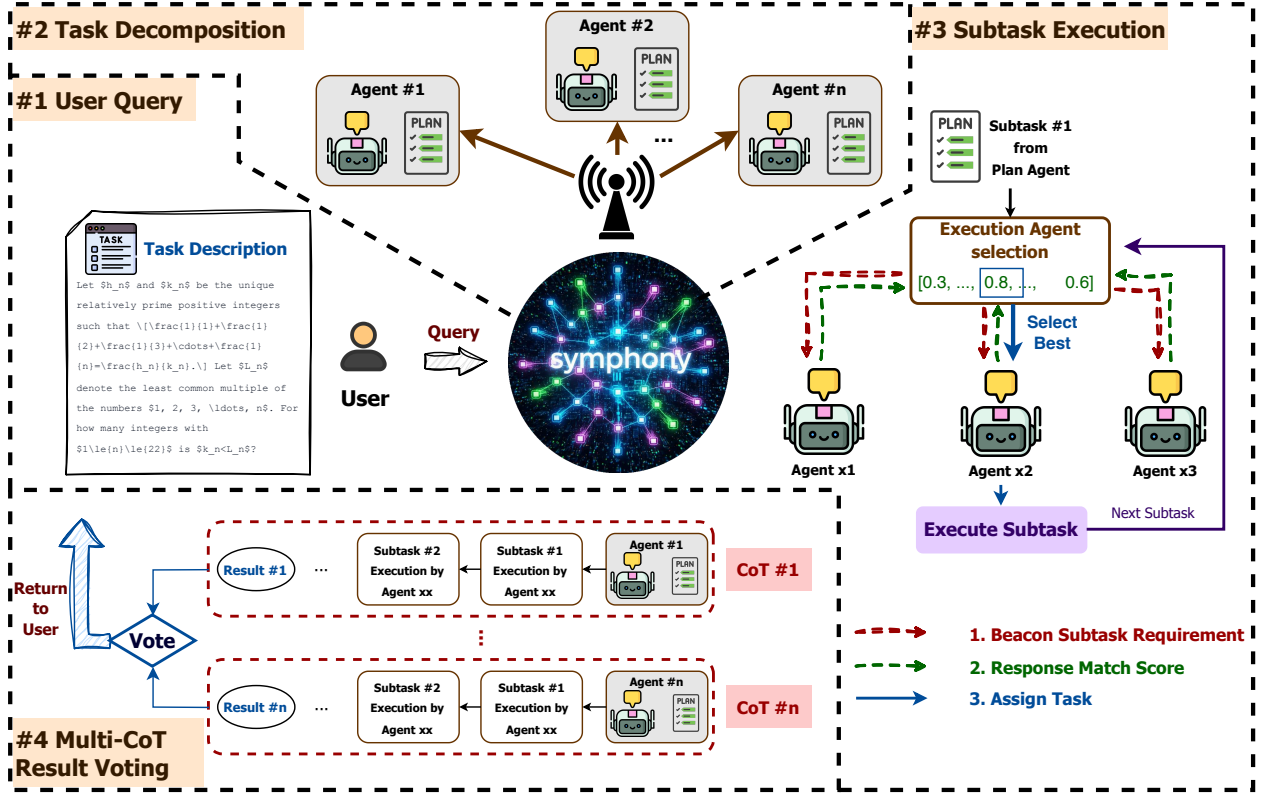 #2 Task Decomposition
Agent #2
PLAN
Agent #1
PLAN
...
Agent #n
PLAN
#1 User Query
TASK
Task Description
Let $h_n$ and $k_n$ be the unique
relatively prime positive integers
such that \[\frac{1}{1}+\frac{1}
{2}+\frac{1}{3}+\cdots+\frac{1}
{n}=\frac{h_n}{k_n}.\] Let $L_n$
denote the least common multiple of
the numbers $1, 2, 3, \ldots, n$. For
how many integers with
$1\le{n}\le{22}$ is $k_n<L_n$?
User
Query
symphony
#3 Subtask Execution
PLAN
Subtask #1
from
Plan Agent
Execution Agent
selection
[0.3, ..., 0.8, ..., 0.6]
Select
Best
Agent x1
Agent x2
Agent x3
Execute Subtask
Next Subtask
1. Beacon Subtask Requirement
2. Response Match Score
3. Assign Task
#4 Multi-CoT
Result Voting
Return
to
User
Vote
Result #1
...
Subtask #2
Execution by
Agent xx
Subtask #1
Execution by
Agent xx
Agent #1
PLAN
CoT #1
...
Result #n
...
Subtask #2
Execution by
Agent xx
Subtask #1
Execution by
Agent xx
Agent #n
PLAN
CoT #n